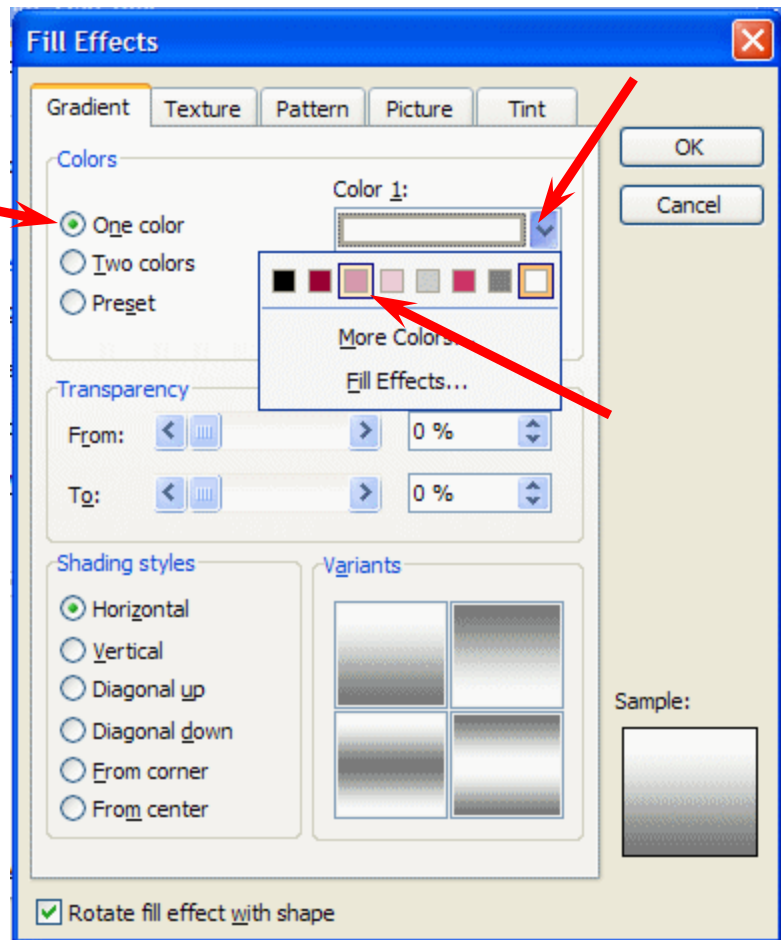 Fill Effects
Gradient Texture Pattern Picture Tint
OK
Cancel
Colors
Color 1:
One color
Two colors
Preset
More Colors...
Fill Effects...
Transparency
From: 0 %
To: 0 %
Shading styles
Horizontal
Vertical
Diagonal up
Diagonal down
From corner
From center
Variants
Sample:
Rotate fill effect with shape